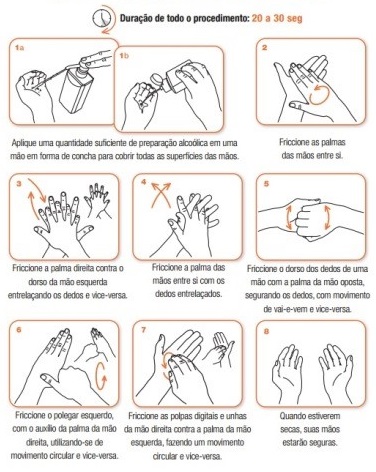 Duração de todo o procedimento: 20 a 30 seg
1a
1b
Aplique uma quantidade suficiente de preparação alcoólica em uma
mão em forma de concha para cobrir todas as superfícies das mãos.
2
Friccione as palmas
das mãos entre si.
3
Friccione a palma direita contra o
dorso da mão esquerda
entrelaçando os dedos e vice-versa.
4
Friccione a palma das
mãos entre si com os
dedos entrelaçados.
5
Friccione o dorso dos dedos de uma
mão com a palma da mão oposta,
segurando os dedos, com movimento
de vai-e-vem e vice-versa.
6
Friccione o polegar esquerdo,
com o auxílio da palma da mão
direita, utilizando-se de
movimento circular e vice-versa.
7
Friccione as polpas digitais e unhas
da mão direita contra a palma da mão
esquerda, fazendo um movimento
circular e vice-versa.
8
Quando estiverem
secas, suas mãos
estarão seguras.